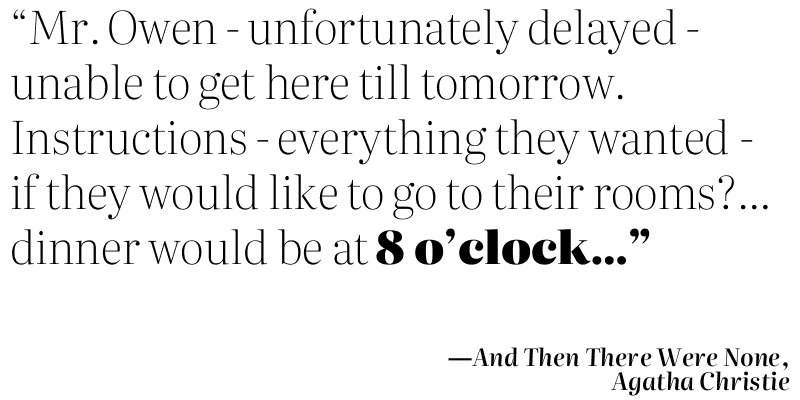 “Mr. Owen - unfortunately delayed -
unable to get here till tomorrow.
Instructions - everything they wanted -
if they would like to go to their rooms?...
dinner would be at 8 o’clock...”
—And Then There Were None,
Agatha Christie